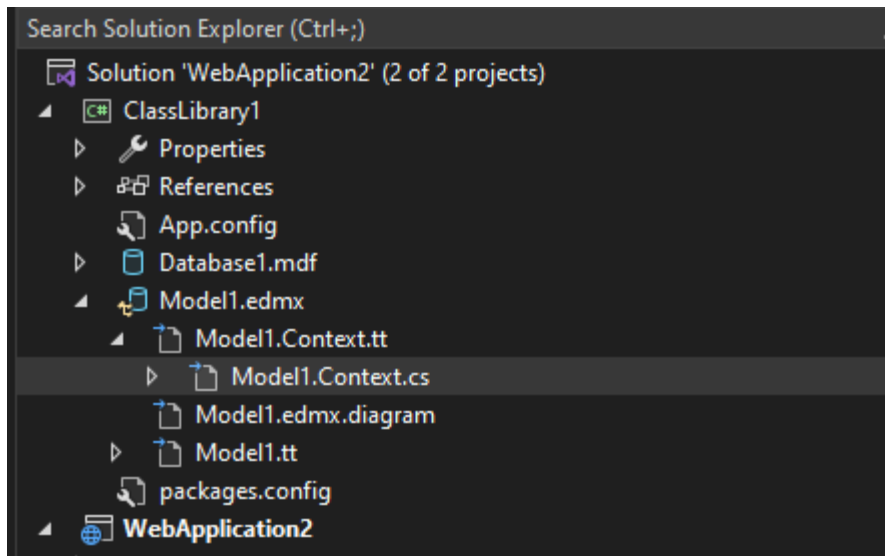 Search Solution Explorer (Ctrl+;)
Solution 'WebApplication2' (2 of 2 projects)
C# ClassLibrary1
Properties
References
App.config
Database1.mdf
Model1.edmx
Model1.Context.tt
Model1.Context.cs
Model1.edmx.diagram
Model1.tt
packages.config
WebApplication2